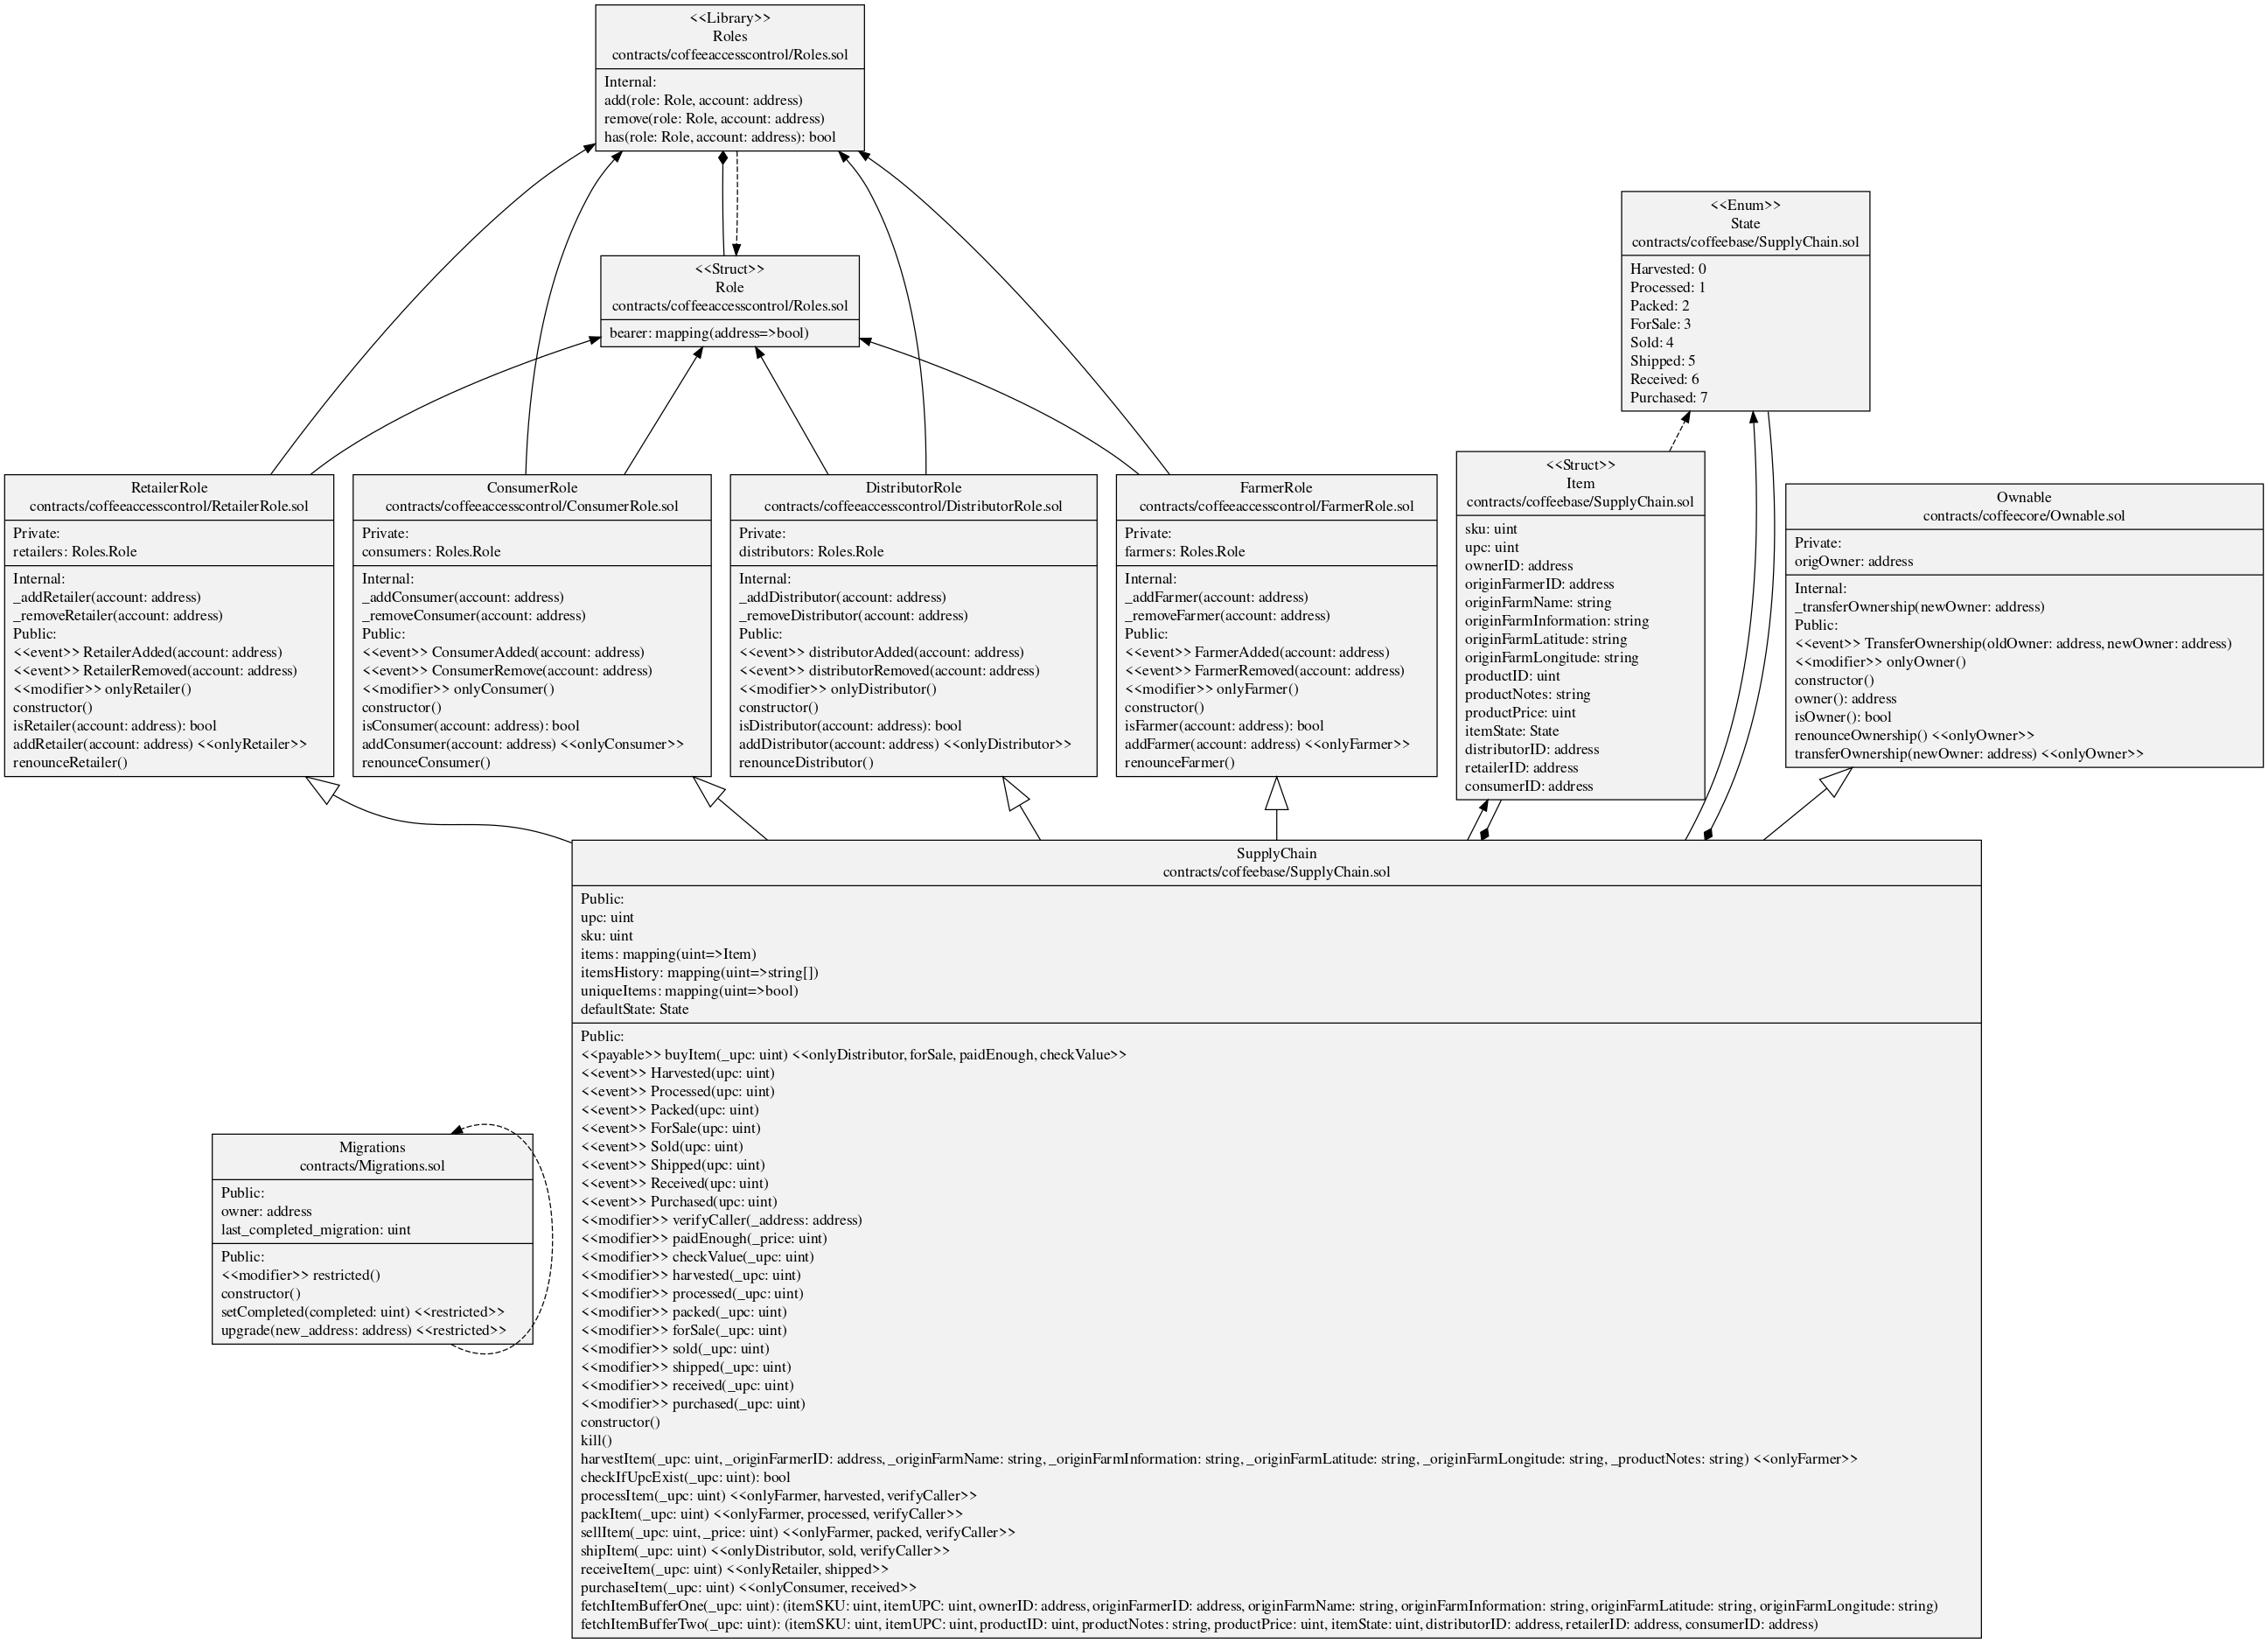 <<Library>>
Roles
contracts/coffeeaccesscontrol/Roles.sol
Internal:
add(role: Role, account: address)
remove(role: Role, account: address)
has(role: Role, account: address): bool
<<Struct>>
Role
contracts/coffeeaccesscontrol/Roles.sol
bearer: mapping(address=>bool)
<<Enum>>
State
contracts/coffeebase/SupplyChain.sol
Harvested: 0
Processed: 1
Packed: 2
ForSale: 3
Sold: 4
Shipped: 5
Received: 6
Purchased: 7
RetailerRole
contracts/coffeeaccesscontrol/RetailerRole.sol
Private:
retailers: Roles.Role
Internal:
_addRetailer(account: address)
_removeRetailer(account: address)
Public:
<<event>> RetailerAdded(account: address)
<<event>> RetailerRemoved(account: address)
<<modifier>> onlyRetailer()
constructor()
isRetailer(account: address): bool
addRetailer(account: address) <<onlyRetailer>>
renounceRetailer()
ConsumerRole
contracts/coffeeaccesscontrol/ConsumerRole.sol
Private:
consumers: Roles.Role
Internal:
_addConsumer(account: address)
_removeConsumer(account: address)
Public:
<<event>> ConsumerAdded(account: address)
<<event>> ConsumerRemove(account: address)
<<modifier>> onlyConsumer()
constructor()
isConsumer(account: address): bool
addConsumer(account: address) <<onlyConsumer>>
renounceConsumer()
DistributorRole
contracts/coffeeaccesscontrol/DistributorRole.sol
Private:
distributors: Roles.Role
Internal:
_addDistributor(account: address)
_removeDistributor(account: address)
Public:
<<event>> distributorAdded(account: address)
<<event>> distributorRemoved(account: address)
<<modifier>> onlyDistributor()
constructor()
isDistributor(account: address): bool
addDistributor(account: address) <<onlyDistributor>>
renounceDistributor()
FarmerRole
contracts/coffeeaccesscontrol/FarmerRole.sol
Private:
farmers: Roles.Role
Internal:
_addFarmer(account: address)
_removeFarmer(account: address)
Public:
<<event>> FarmerAdded(account: address)
<<event>> FarmerRemoved(account: address)
<<modifier>> onlyFarmer()
constructor()
isFarmer(account: address): bool
addFarmer(account: address) <<onlyFarmer>>
renounceFarmer()
<<Struct>>
Item
contracts/coffeebase/SupplyChain.sol
sku: uint
upc: uint
ownerID: address
originFarmerID: address
originFarmName: string
originFarmInformation: string
originFarmLatitude: string
originFarmLongitude: string
productID: uint
productNotes: string
productPrice: uint
itemState: State
distributorID: address
retailerID: address
consumerID: address
Ownable
contracts/coffeecore/Ownable.sol
Private:
origOwner: address
Internal:
_transferOwnership(newOwner: address)
Public:
<<event>> TransferOwnership(oldOwner: address, newOwner: address)
<<modifier>> onlyOwner()
constructor()
owner(): address
isOwner(): bool
renounceOwnership() <<onlyOwner>>
transferOwnership(newOwner: address) <<onlyOwner>>
SupplyChain
contracts/coffeebase/SupplyChain.sol
Public:
upc: uint
sku: uint
items: mapping(uint=>Item)
itemsHistory: mapping(uint=>string[])
uniqueItems: mapping(uint=>bool)
defaultState: State
Public:
<<payable>> buyItem(_upc: uint) <<onlyDistributor, forSale, paidEnough, checkValue>>
<<event>> Harvested(upc: uint)
<<event>> Processed(upc: uint)
<<event>> Packed(upc: uint)
<<event>> ForSale(upc: uint)
<<event>> Sold(upc: uint)
<<event>> Shipped(upc: uint)
<<event>> Received(upc: uint)
<<event>> Purchased(upc: uint)
<<modifier>> verifyCaller(_address: address)
<<modifier>> paidEnough(_price: uint)
<<modifier>> checkValue(_upc: uint)
<<modifier>> harvested(_upc: uint)
<<modifier>> processed(_upc: uint)
<<modifier>> packed(_upc: uint)
<<modifier>> forSale(_upc: uint)
<<modifier>> sold(_upc: uint)
<<modifier>> shipped(_upc: uint)
<<modifier>> received(_upc: uint)
<<modifier>> purchased(_upc: uint)
constructor()
kill()
harvestItem(_upc: uint, _originFarmerID: address, _originFarmName: string, _originFarmInformation: string, _originFarmLatitude: string, _originFarmLongitude: string, _productNotes: string) <<onlyFarmer>>
checkIfUpcExist(_upc: uint): bool
processItem(_upc: uint) <<onlyFarmer, harvested, verifyCaller>>
packItem(_upc: uint) <<onlyFarmer, processed, verifyCaller>>
sellItem(_upc: uint, _price: uint) <<onlyFarmer, packed, verifyCaller>>
shipItem(_upc: uint) <<onlyDistributor, sold, verifyCaller>>
receiveItem(_upc: uint) <<onlyRetailer, shipped>>
purchaseItem(_upc: uint) <<onlyConsumer, received>>
fetchItemBufferOne(_upc: uint): (itemSKU: uint, itemUPC: uint, ownerID: address, originFarmerID: address, originFarmName: string, originFarmInformation: string, originFarmLatitude: string, originFarmLongitude: string)
fetchItemBufferTwo(_upc: uint): (itemSKU: uint, itemUPC: uint, productID: uint, productNotes: string, productPrice: uint, itemState: uint, distributorID: address, retailerID: address, consumerID: address)
Migrations
contracts/Migrations.sol
Public:
owner: address
last_completed_migration: uint
Public:
<<modifier>> restricted()
constructor()
setCompleted(completed: uint) <<restricted>>
upgrade(new_address: address) <<restricted>>